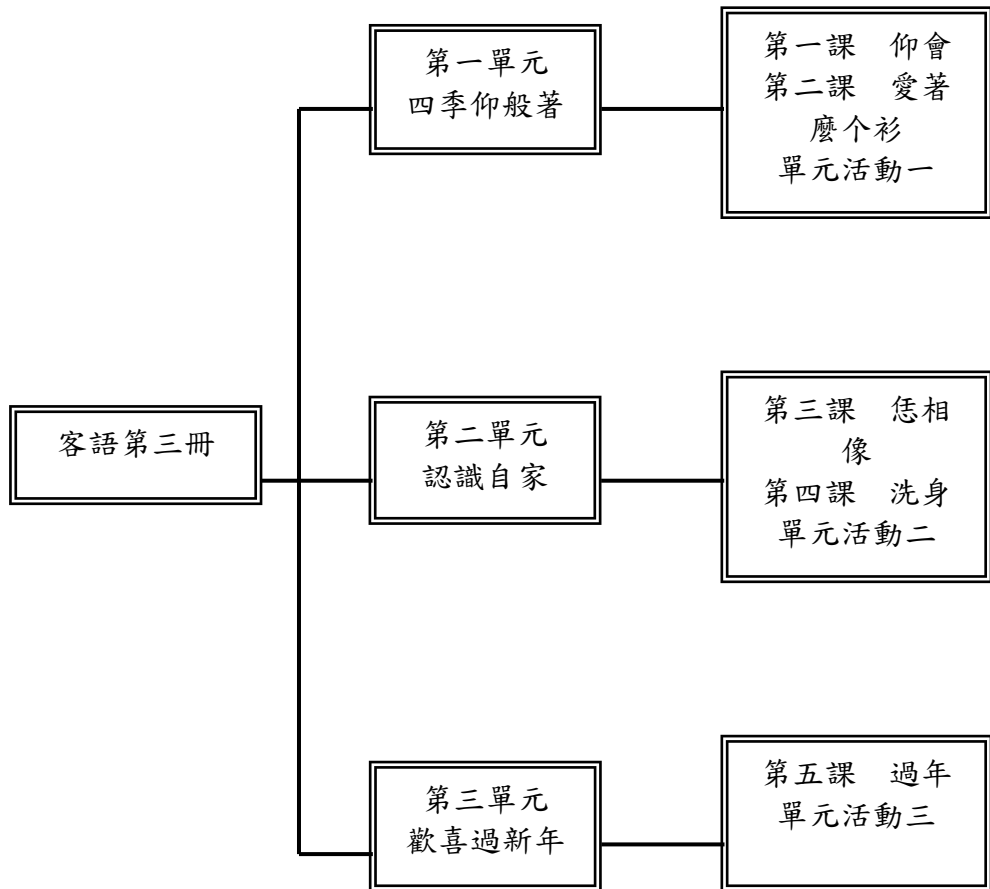 客語第三冊
第一單元
四季仰般著
第一課　仰會
第二課　愛著
麼个衫
單元活動一
第二單元
認識自家
第三課　恁相
像
第四課　洗身
單元活動二
第三單元
歡喜過新年
第五課　過年
單元活動三